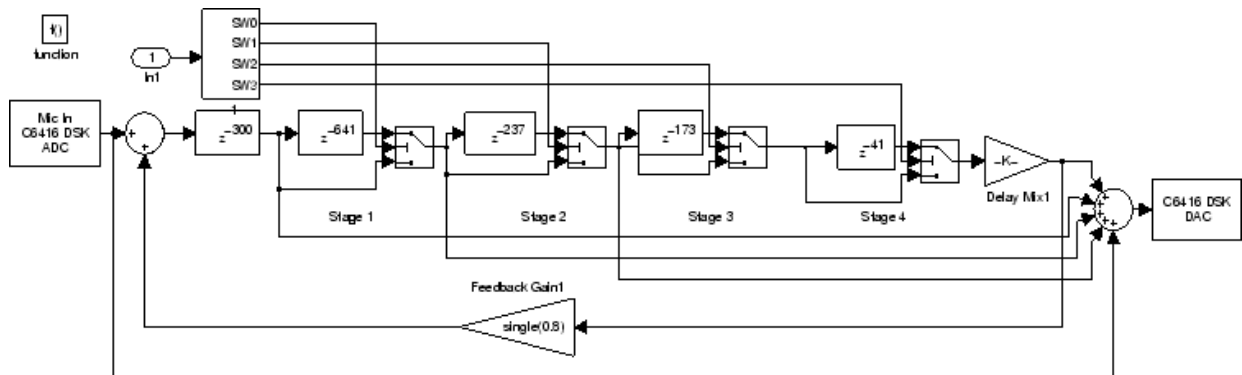 f()
function
1
In1
SW0
SW1
SW2
SW3
1
Mic In
C6416 DSK
ADC
+
+
z-300
z-641
z-237
z-173
z-41
-K-
Delay Mix1
Stage 1
Stage 2
Stage 3
Stage 4
+
+
+
+
+
C6416 DSK
DAC
Feedback Gain1
single(0.8)